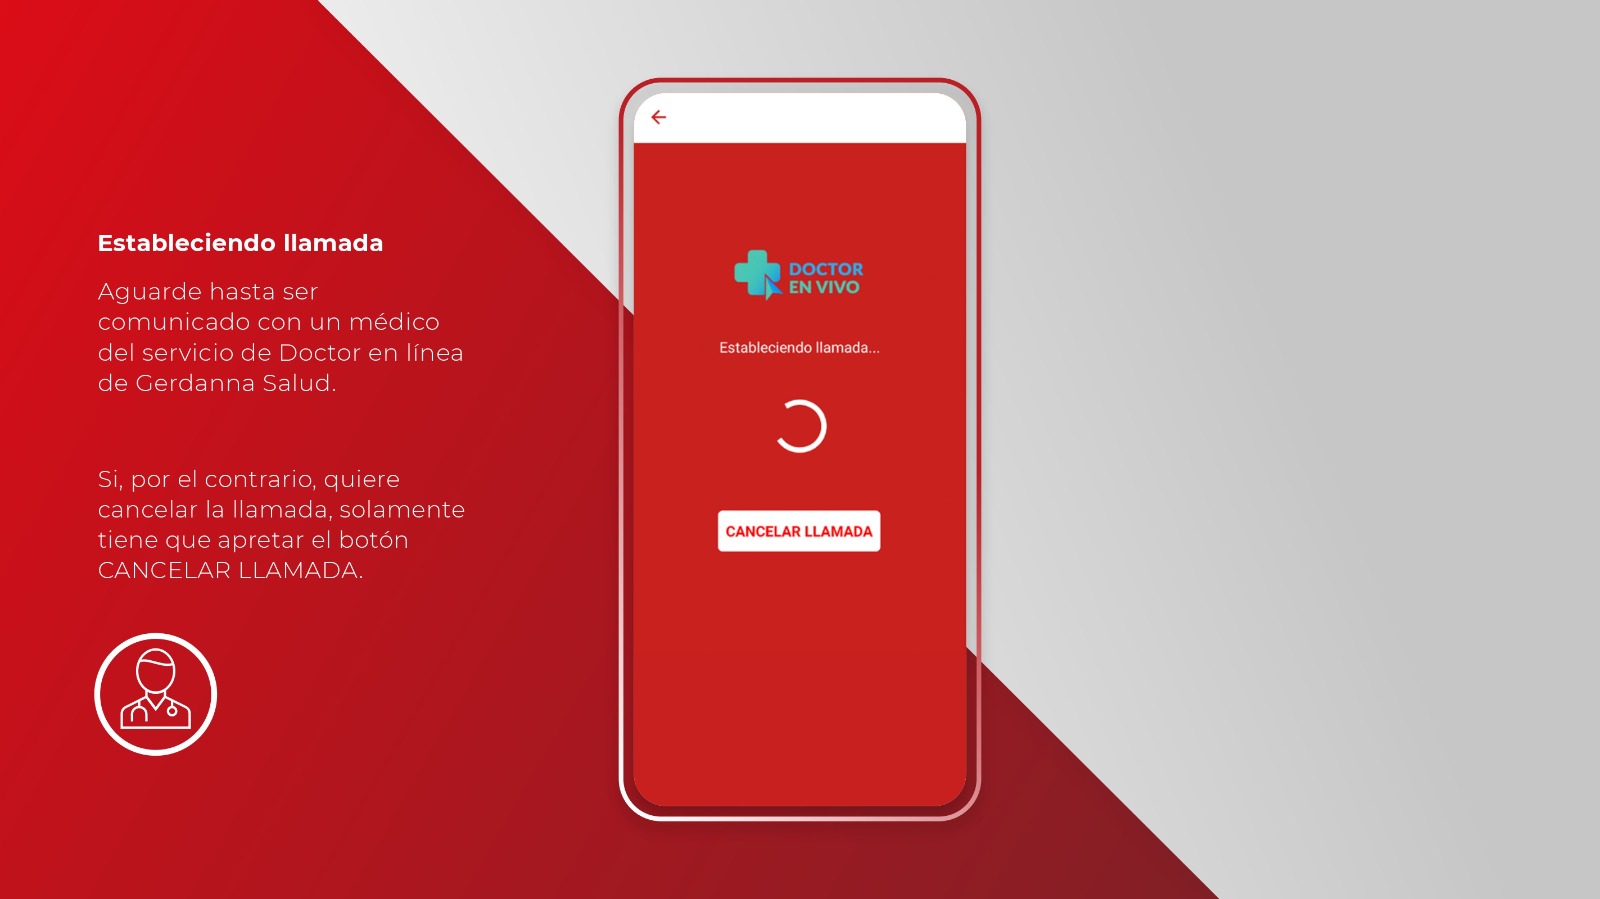 Estableciendo llamada
Aguarde hasta ser
comunicado con un médico
del servicio de Doctor en línea
de Gerdanna Salud.
Si, por el contrario, quiere
cancelar la llamada, solamente
tiene que apretar el botón
CANCELAR LLAMADA.
DOCTOR
EN VIVO
Estableciendo llamada...
CANCELAR LLAMADA